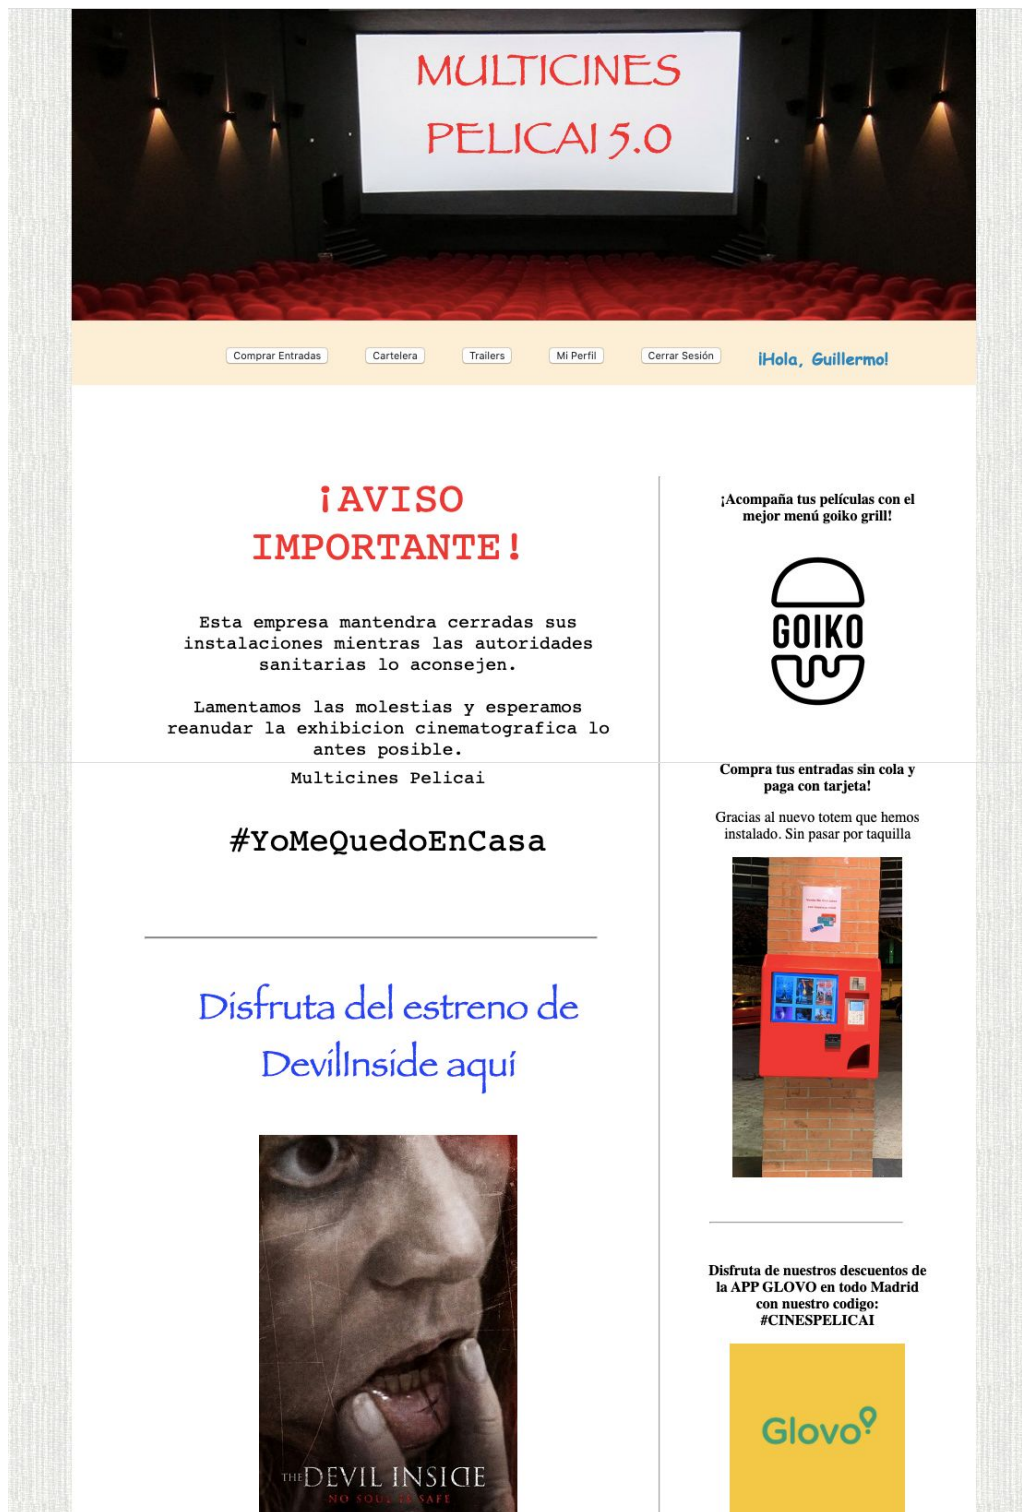 MULTICINES
PELICAI 5.0
Comprar Entradas
Cartelera
Trailers
Mi Perfil
Cerrar Sesión
¡Hola, Guillermo!
¡AVISO
IMPORTANTE!
Esta empresa mantendra cerradas sus
instalaciones mientras las autoridades
sanitarias lo aconsejen.
Lamentamos las molestias y esperamos
reanudar la exhibicion cinematografica lo
antes posible.
Multicines Pelicai
#YoMeQuedoEnCasa
Disfruta del estreno de
DevilInside aquí
THE DEVIL INSIDE
NO SOUL IS SAFE
¡Acompaña tus películas con el
mejor menú goiko grill!
GOIKO
Compra tus entradas sin cola y
paga con tarjeta!
Gracias al nuevo totem que hemos
instalado. Sin pasar por taquilla
Disfruta de nuestros descuentos de
la APP GLOVO en todo Madrid
con nuestro codigo:
#CINESPELICAI
Glovo